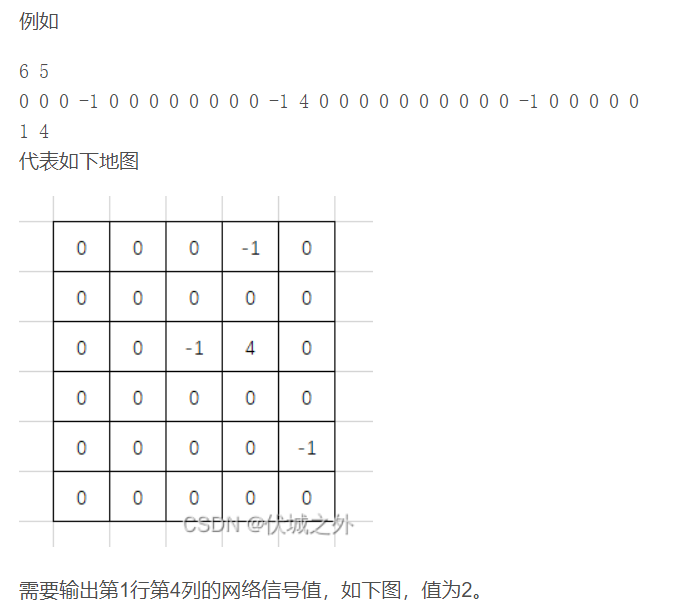 例如
6 5
0 0 0 -1 0 0 0 0 0 0 0 0 -1 4 0 0 0 0 0 0 0 0 0 0 -1 0 0 0 0 0
1 4
代表如下地图
0 0 0 -1 0
0 0 0 0 0
0 0 -1 4 0
0 0 0 0 0
0 0 0 0 -1
0 0 0 0 0
CSDN @伏城之外
需要输出第1行第4列的网络信号值，如下图，值为2。